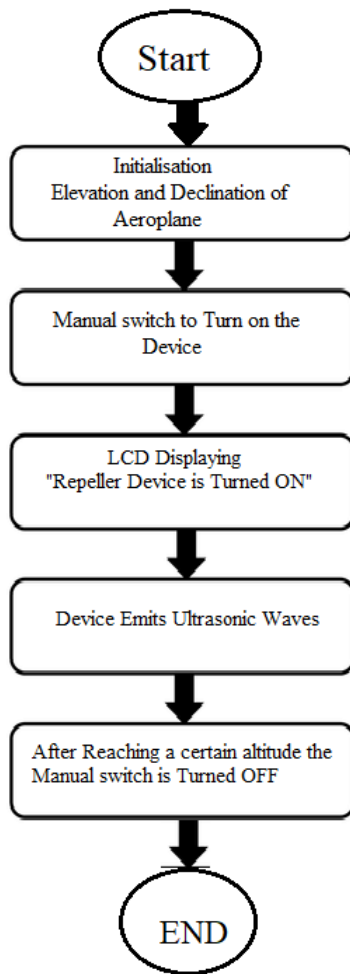 Start
Initialisation
Elevation and Declination of
Aeroplane
Manual switch to Turn on the
Device
LCD Displaying
"Repeller Device is Turned ON"
Device Emits Ultrasonic Waves
After Reaching a certain altitude the
Manual switch is Turned OFF
END